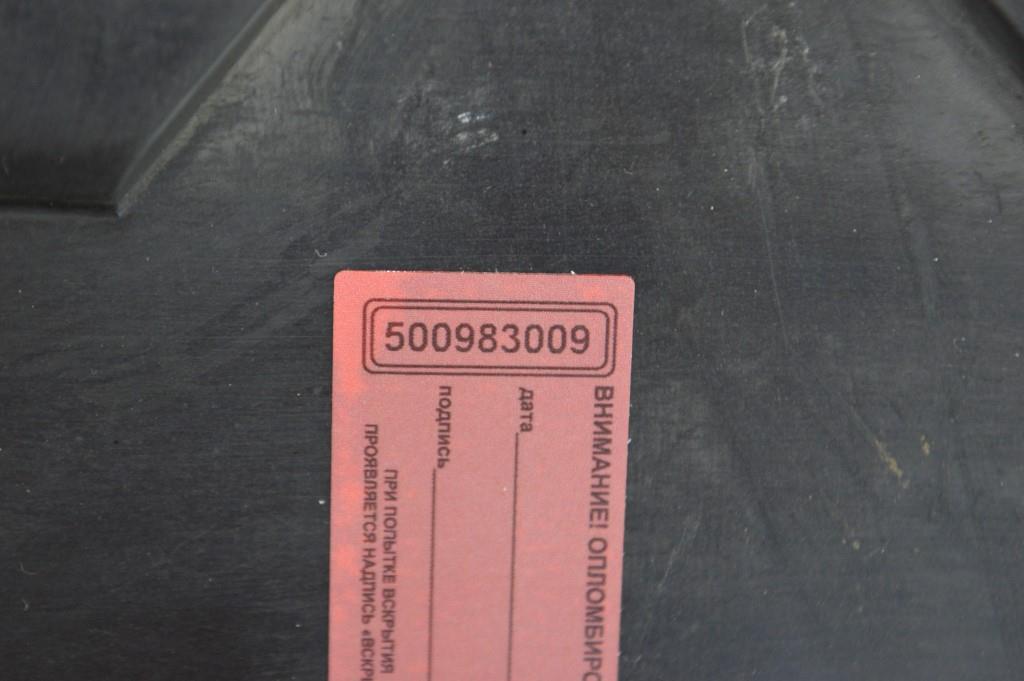 500983009
ВНИМАНИЕ! ОПЛОМБИРО
дата
подпись
ПРИ ПОПЫТКЕ ВСКРЫТИЯ
ПРОЯВЛЯЕТСЯ НАДПИСЬ «ВСКР